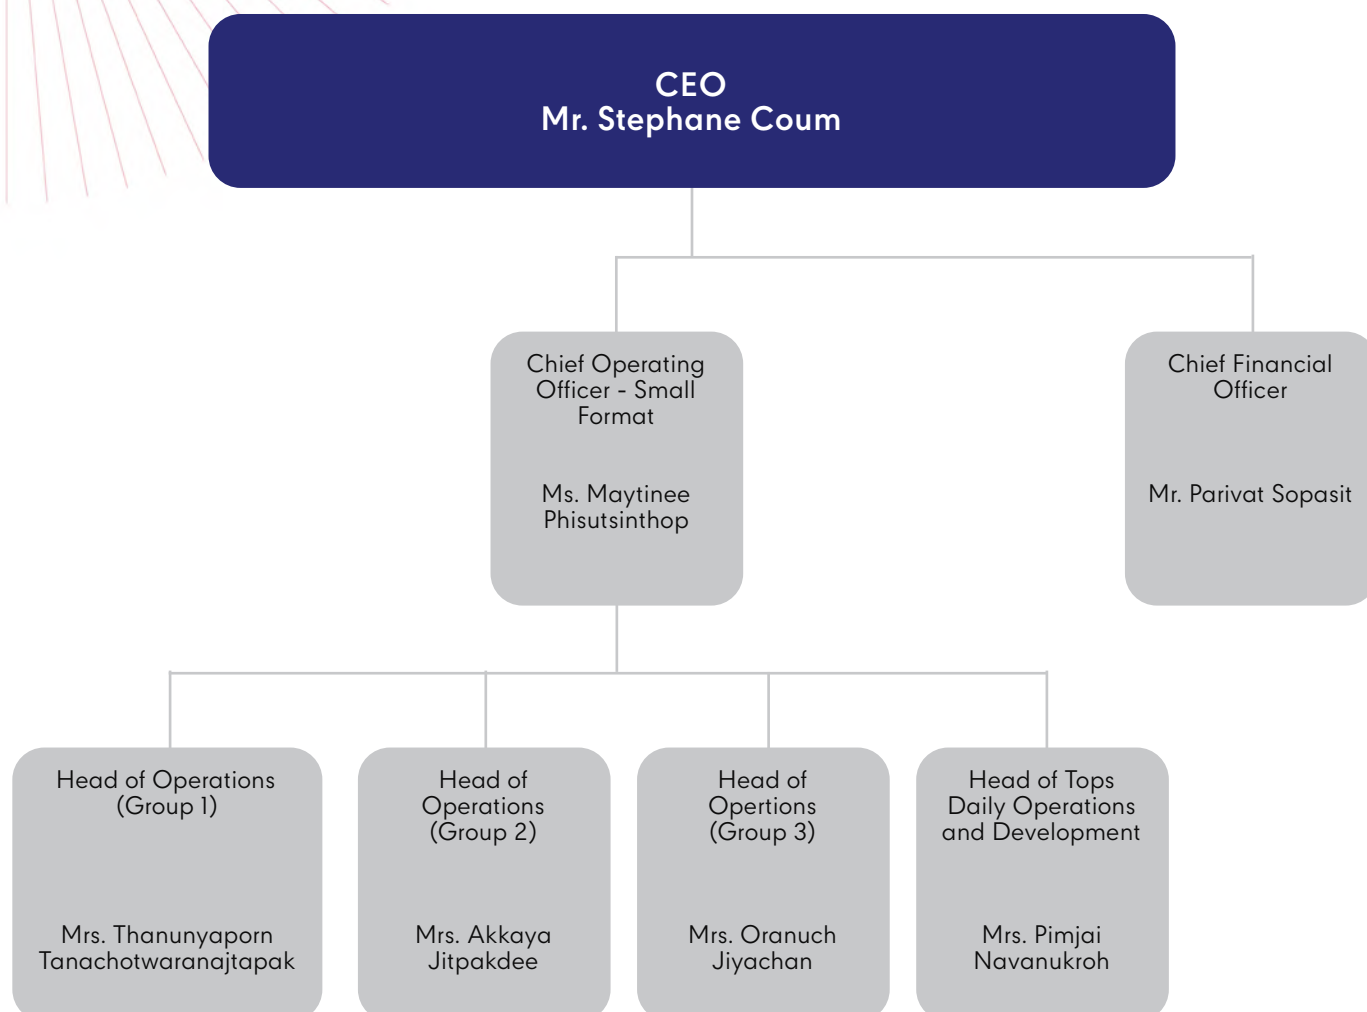 CEO
Mr. Stephane Coum
Chief Operating
Officer - Small
Format
Ms. Maytinee
Phisutsinthop
Chief Financial
Officer
Mr. Parivat Sopasit
Head of Operations
(Group 1)
Mrs. Thanunyaporn
Tanachotwaranajtapak
Head of
Operations
(Group 2)
Mrs. Akkaya
Jitpakdee
Head of
Opertions
(Group 3)
Mrs. Oranuch
Jiyachan
Head of Tops
Daily Operations
and Development
Mrs. Pimjai
Navanukroh